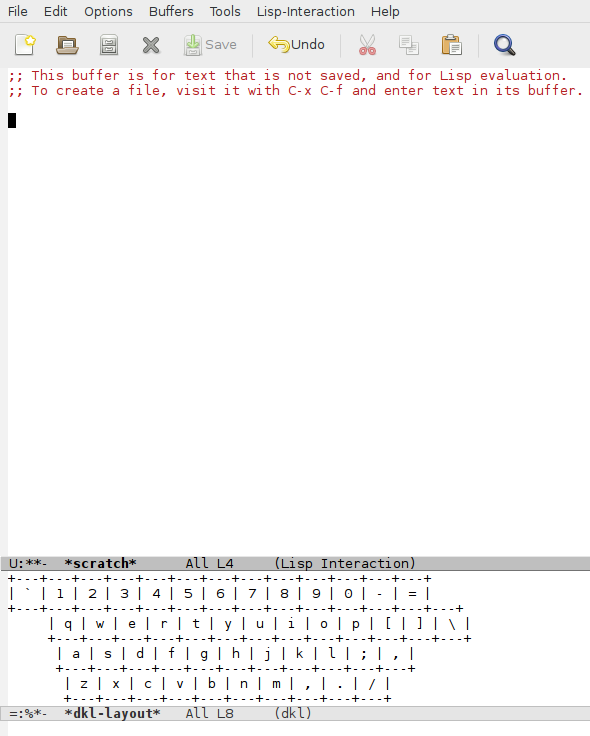 File Edit Options Buffers Tools Lisp-Interaction Help
Save Undo
;; This buffer is for text that is not saved, and for Lisp evaluation.
;; To create a file, visit it with C-x C-f and enter text in its buffer.
U:**-  *scratch*      All L4     (Lisp Interaction)
+---+---+---+---+---+---+---+---+---+---+---+---+---+
| ` | 1 | 2 | 3 | 4 | 5 | 6 | 7 | 8 | 9 | 0 | - | = |
+---+---+---+---+---+---+---+---+---+---+---+---+---+---+
     | q | w | e | r | t | y | u | i | o | p | [ | ] | \ |
     +---+---+---+---+---+---+---+---+---+---+---+---+---+
      | a | s | d | f | g | h | j | k | l | ; | , |
      +---+---+---+---+---+---+---+---+---+---+---+
       | z | x | c | v | b | n | m | , | . | / |
       +---+---+---+---+---+---+---+---+---+---+
=:%*-  *dkl-layout*   All L8     (dkl)